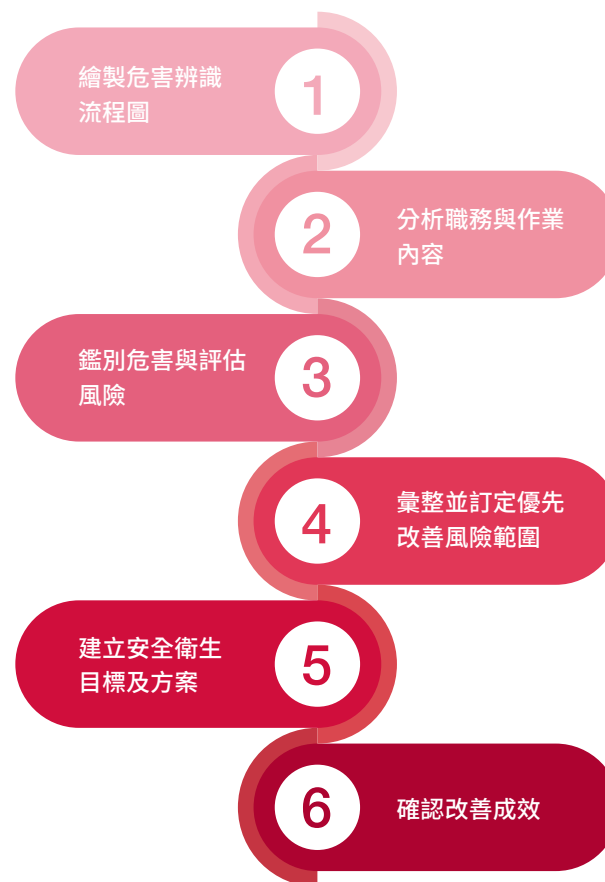 繪製危害辨識
流程圖
1
2
分析職務與作業
內容
鑑別危害與評估
風險
3
4
彙整並訂定優先
改善風險範圍
建立安全衛生
目標及方案
5
6
確認改善成效